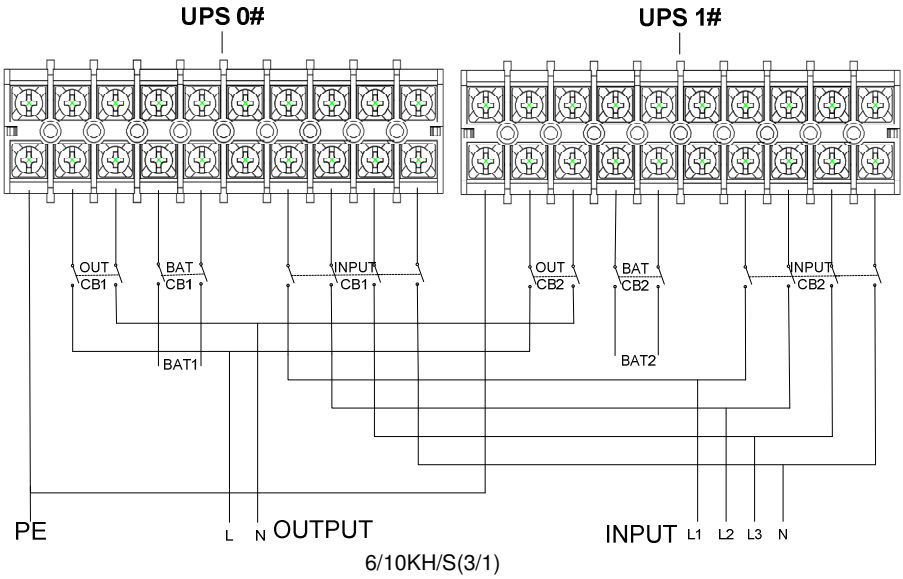 UPS 0# UPS 1#
OUT BAT INPUT OUT BAT INPUT
CB1 CB1 CB1 CB2 CB2 CB2
BAT1 BAT2
PE L N OUTPUT INPUT L1 L2 L3 N
6/10KH/S(3/1)